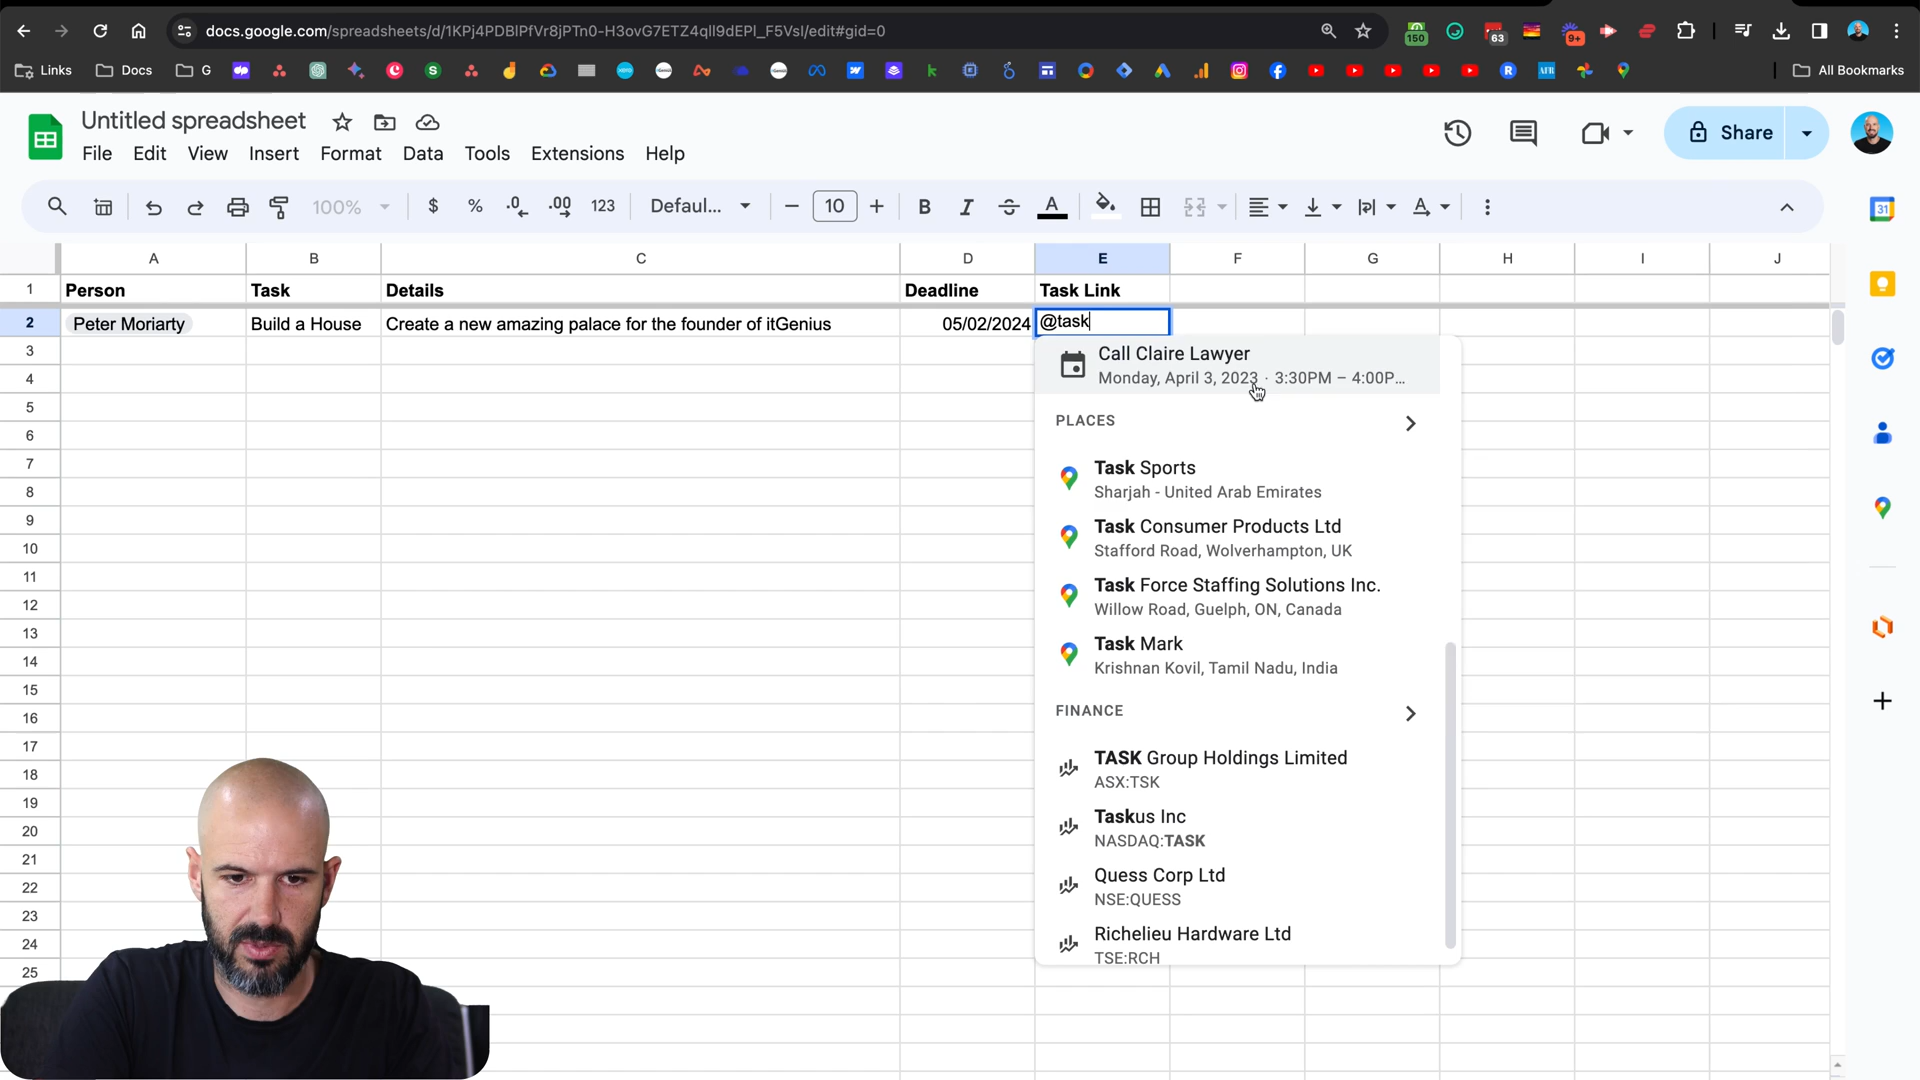 docs.google.com/spreadsheets/d/1KPj4PDBlPfVr8jPTn0-H3ovG7ETZ4qll9dEPl_F5VsI/edit#gid=0
150
63
9+
Links
Docs
G
All Bookmarks
Untitled spreadsheet
File Edit View Insert Format Data Tools Extensions Help
Share
100%
$ % .0 .00 123
Defaul...
10
B I S A
31
A B C D E F G H I J
1 Person Task Details Deadline Task Link
2 Peter Moriarty Build a House Create a new amazing palace for the founder of itGenius 05/02/2024 @task
3
4
5
6
7
8
9
10
11
12
13
14
15
16
17
18
19
20
21
22
23
24
25
Call Claire Lawyer
Monday, April 3, 2023 · 3:30PM – 4:00P...
PLACES
Task Sports
Sharjah - United Arab Emirates
Task Consumer Products Ltd
Stafford Road, Wolverhampton, UK
Task Force Staffing Solutions Inc.
Willow Road, Guelph, ON, Canada
Task Mark
Krishnan Kovil, Tamil Nadu, India
FINANCE
TASK Group Holdings Limited
ASX:TSK
Taskus Inc
NASDAQ:TASK
Quess Corp Ltd
NSE:QUESS
Richelieu Hardware Ltd
TSE:RCH